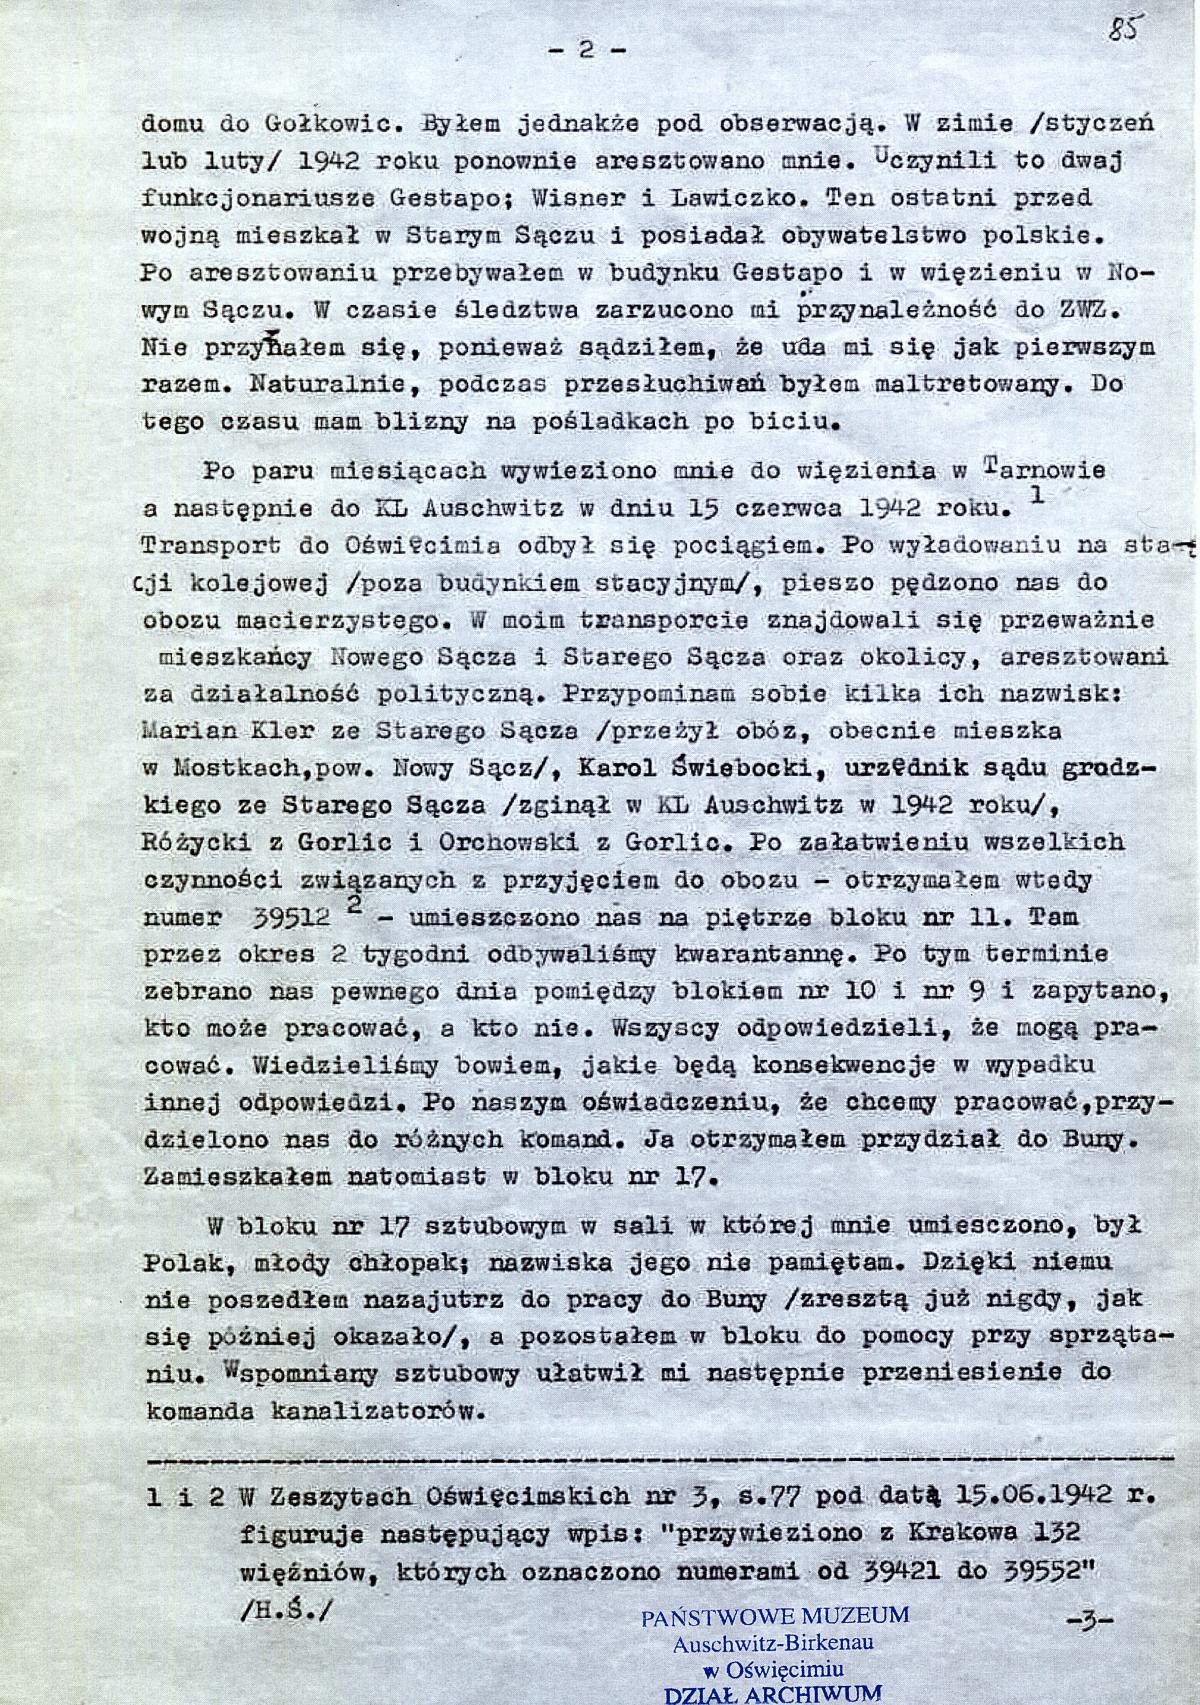 85
- 2 -
domu do Gołkowic. Byłem jednakże pod obserwacją. W zimie /styczeń
lub luty/ 1942 roku ponownie aresztowano mnie. Uczynili to dwaj
funkcjonariusze Gestapo; Wisner i Lawiczko. Ten ostatni przed
wojną mieszkał w Starym Sączu i posiadał obywatelstwo polskie.
Po aresztowaniu przebywałem w budynku Gestapo i w więzieniu w No-
wym Sączu. W czasie śledztwa zarzucono mi przynależność do ZWZ.
Nie przyznałem się, ponieważ sądziłem, że uda mi się jak pierwszym
razem. Naturalnie, podczas przesłuchiwań byłem maltretowany. Do
tego czasu mam blizny na pośladkach po biciu.
Po paru miesiącach wywieziono mnie do więzienia w Tarnowie
a następnie do KL Auschwitz w dniu 15 czerwca 1942 roku. 1
Transport do Oświęcimia odbył się pociągiem. Po wyładowaniu na sta-
cji kolejowej /poza budynkiem stacyjnym/, pieszo pędzono nas do
obozu macierzystego. W moim transporcie znajdowali się przeważnie
mieszkańcy Nowego Sącza i Starego Sącza oraz okolicy, aresztowani
za działalność polityczną. Przypominam sobie kilka ich nazwisk:
Marian Kler ze Starego Sącza /przeżył obóz, obecnie mieszka
w Mostkach,pow. Nowy Sącz/, Karol Świebocki, urzędnik sądu grodz-
kiego ze Starego Sącza /zginął w KL Auschwitz w 1942 roku/,
Różycki z Gorlic i Orchowski z Gorlic. Po załatwieniu wszelkich
czynności związanych z przyjęciem do obozu - otrzymałem wtedy
numer 39512 2 - umieszczono nas na piętrze bloku nr 11. Tam
przez okres 2 tygodni odbywaliśmy kwarantannę. Po tym terminie
zebrano nas pewnego dnia pomiędzy blokiem nr 10 i nr 9 i zapytano,
kto może pracować, a kto nie. Wszyscy odpowiedzieli, że mogą pra-
cować. Wiedzieliśmy bowiem, jakie będą konsekwencje w wypadku
innej odpowiedzi. Po naszym oświadczeniu, że chcemy pracować,przy-
dzielono nas do różnych komand. Ja otrzymałem przydział do Buny.
Zamieszkałem natomiast w bloku nr 17.
W bloku nr 17 sztubowym w sali w której mnie umiesczono, był
Polak, młody chłopak; nazwiska jego nie pamiętam. Dzięki niemu
nie poszedłem nazajutrz do pracy do Buny /zresztą już nigdy, jak
się później okazało/, a pozostałem w bloku do pomocy przy sprząta-
niu. Wspomniany sztubowy ułatwił mi następnie przeniesienie do
komanda kanalizatorów.
1 i 2 W Zeszytach Oświęcimskich nr 3, s.77 pod datą 15.06.1942 r.
figuruje następujący wpis: "przywieziono z Krakowa 132
więźniów, których oznaczono numerami od 39421 do 39552"
/H.Ś./
-3-
PAŃSTWOWE MUZEUM
Auschwitz-Birkenau
w Oświęcimiu
DZIAŁ ARCHIWUM